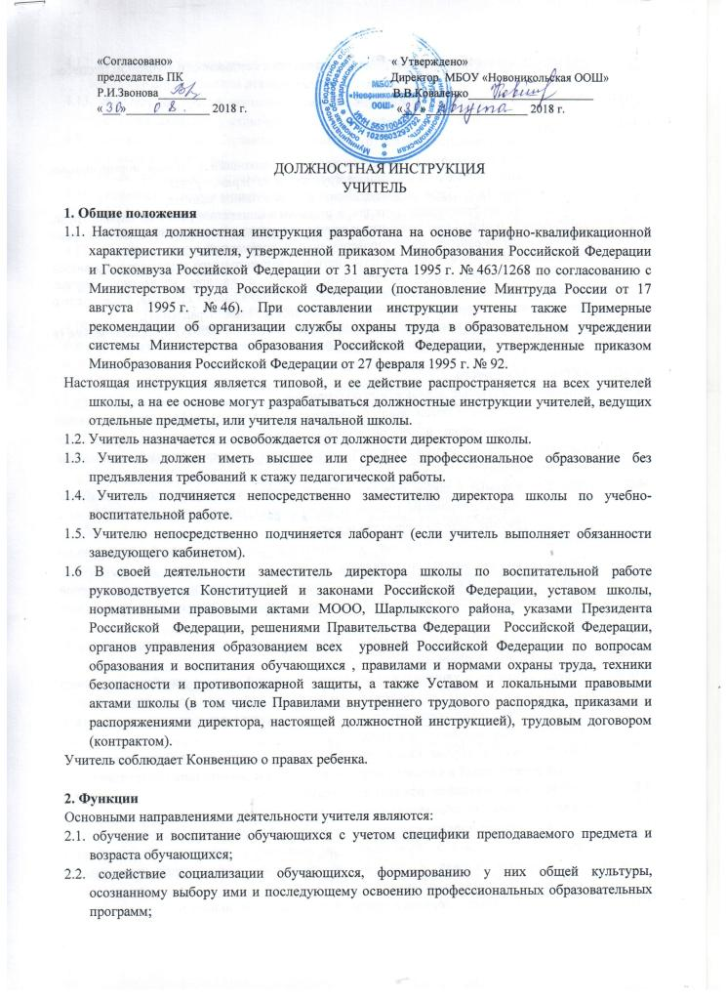 «Согласовано»
председатель ПК
Р.И.Звонова
«30» 08. 2018 г.
« Утверждено»
Директор МБОУ «Новоникольская ООШ»
В.В.Коваленко
«30» августа 2018 г.
МБОУ
«Новоникольская
ООШ»
ДОЛЖНОСТНАЯ ИНСТРУКЦИЯ
УЧИТЕЛЬ
1. Общие положения
1.1. Настоящая должностная инструкция разработана на основе тарифно-квалификационной
характеристики учителя, утвержденной приказом Минобразования Российской Федерации
и Госкомвуза Российской Федерации от 31 августа 1995 г. № 463/1268 по согласованию с
Министерством труда Российской Федерации (постановление Минтруда России от 17
августа 1995 г. № 46). При составлении инструкции учтены также Примерные
рекомендации об организации службы охраны труда в образовательном учреждении
системы Министерства образования Российской Федерации, утвержденные приказом
Минобразования Российской Федерации от 27 февраля 1995 г. № 92.
Настоящая инструкция является типовой, и ее действие распространяется на всех учителей
школы, а на ее основе могут разрабатываться должностные инструкции учителей, ведущих
отдельные предметы, или учителя начальной школы.
1.2. Учитель назначается и освобождается от должности директором школы.
1.3. Учитель должен иметь высшее или среднее профессиональное образование без
предъявления требований к стажу педагогической работы.
1.4. Учитель подчиняется непосредственно заместителю директора школы по учебно-
воспитательной работе.
1.5. Учителю непосредственно подчиняется лаборант (если учитель выполняет обязанности
заведующего кабинетом).
1.6 В своей деятельности заместитель директора школы по воспитательной работе
руководствуется Конституцией и законами Российской Федерации, уставом школы,
нормативными правовыми актами МООО, Шарлыкского района, указами Президента
Российской Федерации, решениями Правительства Федерации Российской Федерации,
органов управления образованием всех уровней Российской Федерации по вопросам
образования и воспитания обучающихся , правилами и нормами охраны труда, техники
безопасности и противопожарной защиты, а также Уставом и локальными правовыми
актами школы (в том числе Правилами внутреннего трудового распорядка, приказами и
распоряжениями директора, настоящей должностной инструкцией), трудовым договором
(контрактом).
Учитель соблюдает Конвенцию о правах ребенка.
2. Функции
Основными направлениями деятельности учителя являются:
2.1. обучение и воспитание обучающихся с учетом специфики преподаваемого предмета и
возраста обучающихся;
2.2. содействие социализации обучающихся, формированию у них общей культуры,
осознанному выбору ими и последующему освоению профессиональных образовательных
программ;